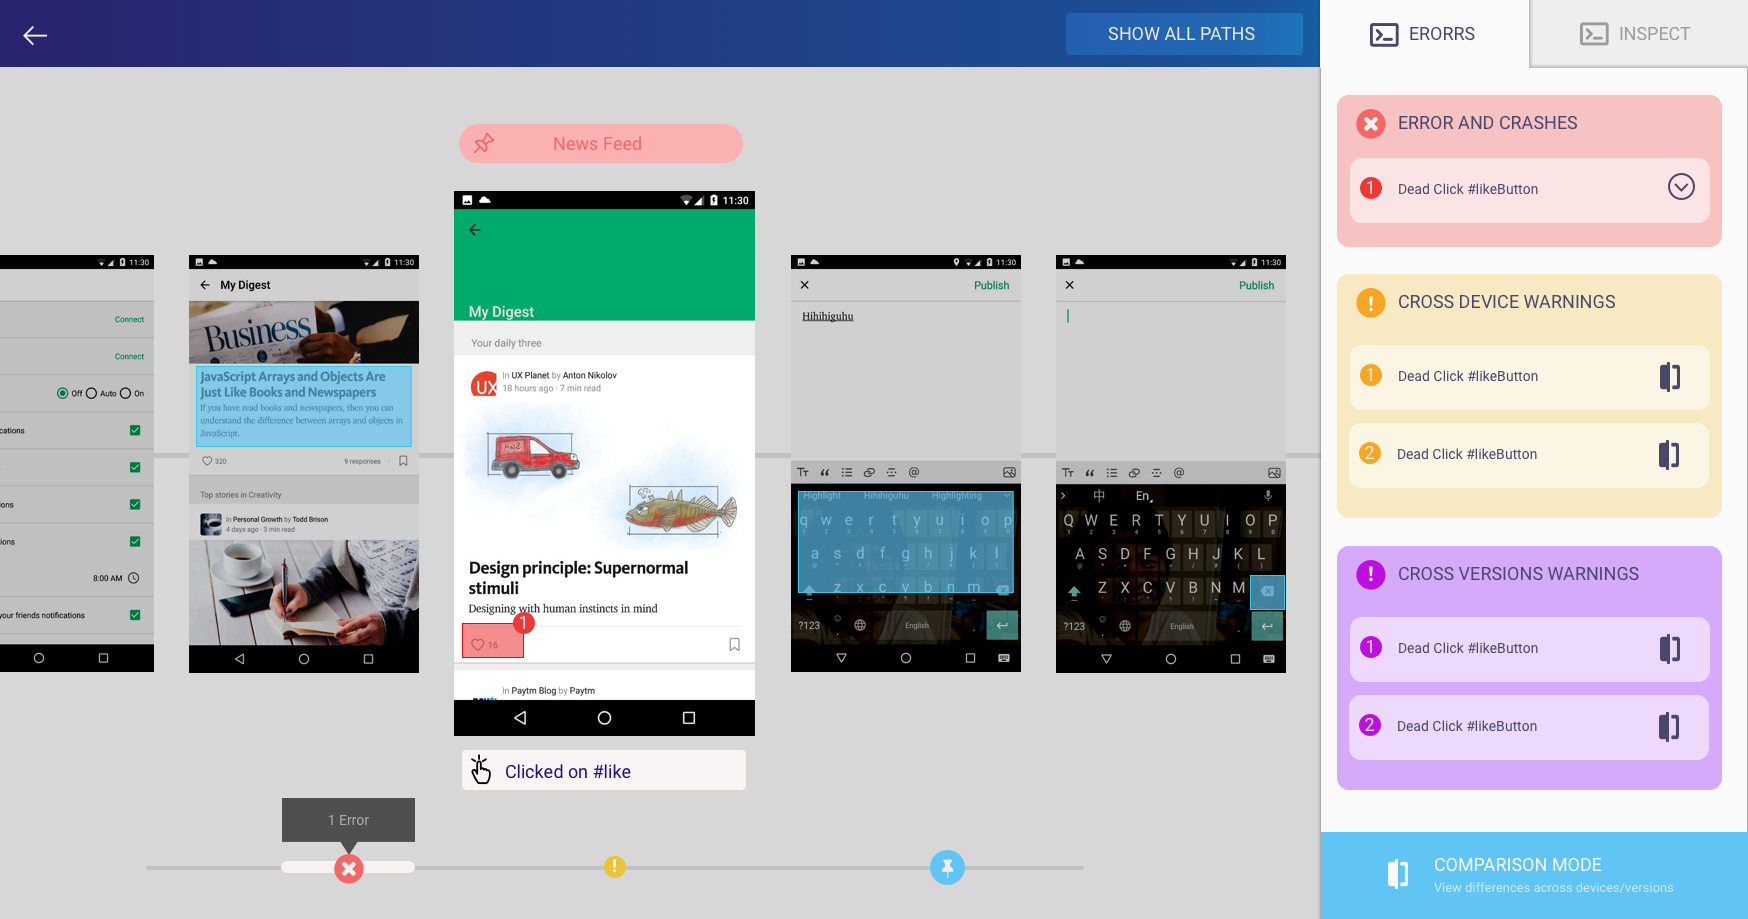 SHOW ALL PATHS
ERORRS
INSPECT
News Feed
11:30
Connect
Connect
Off Auto On
cations
ions
ions
8:00 AM
your friends notifications
11:30
My Digest
Business
JavaScript Arrays and Objects Are
Just Like Books and Newspapers
If you have read books and newspapers, then you can
understand the difference between arrays and objects in
JavaScript.
320
9 responses
Top stories in Creativity
In Personal Growth by Todd Brison
4 days ago · 3 min read
11:30
My Digest
Your daily three
UX
In UX Planet by Anton Nikolov
18 hours ago · 7 min read
Design principle: Supernormal
stimuli
Designing with human instincts in mind
1
16
In Paytm Blog by Paytm
Clicked on #like
11:30
Publish
Hihihiguhu
Tт “ @
Highlight Hihihiguhu Highlighting
q w e r t y u i o p
a s d f g h j k l
z x c v b n m
?123 English .
11:30
Publish
Tт “ @
中 En
Q W E R T Y U I O P
A S D F G H J K L
Z X C V B N M
?123 English .
1 Error
ERROR AND CRASHES
1 Dead Click #likeButton
CROSS DEVICE WARNINGS
1 Dead Click #likeButton
2 Dead Click #likeButton
CROSS VERSIONS WARNINGS
1 Dead Click #likeButton
2 Dead Click #likeButton
COMPARISON MODE
View differences across devices/versions